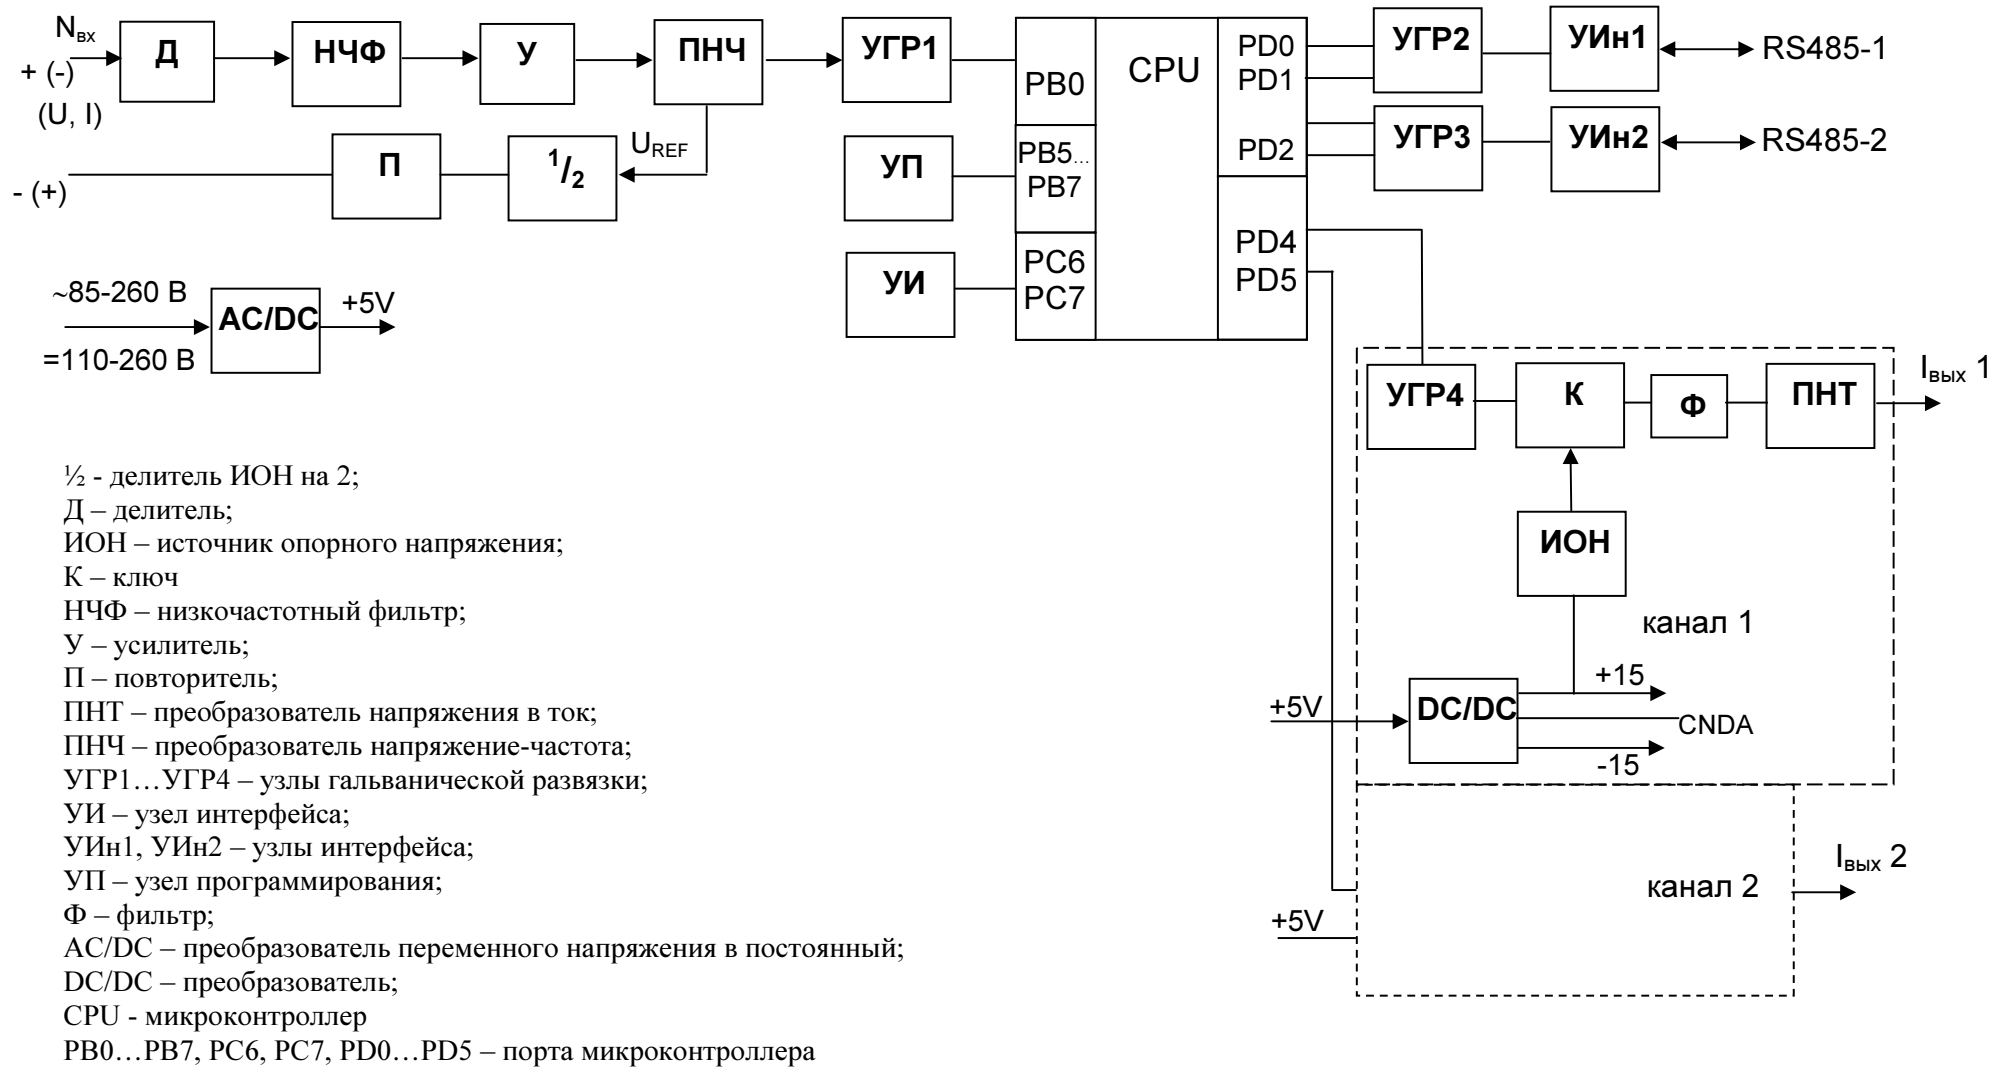 Nвх
+ (-)
(U, I)
Д
НЧФ
У
ПНЧ
УГР1
PB0
CPU
PD0
PD1
УГР2
УИн1
RS485-1
- (+)
П
1/2
UREF
УП
PB5...
PB7
PD2
УГР3
УИн2
RS485-2
УИ
PC6
PC7
PD4
PD5
~85-260 В
=110-260 В
AC/DC
+5V
УГР4
К
Ф
ПНТ
Iвых 1
ИОН
канал 1
+5V
DC/DC
+15
CNDA
-15
канал 2
Iвых 2
+5V
½ - делитель ИОН на 2;
Д – делитель;
ИОН – источник опорного напряжения;
К – ключ
НЧФ – низкочастотный фильтр;
У – усилитель;
П – повторитель;
ПНТ – преобразователь напряжения в ток;
ПНЧ – преобразователь напряжение-частота;
УГР1…УГР4 – узлы гальванической развязки;
УИ – узел интерфейса;
УИн1, УИн2 – узлы интерфейса;
УП – узел программирования;
Ф – фильтр;
AC/DC – преобразователь переменного напряжения в постоянный;
DC/DC – преобразователь;
CPU - микроконтроллер
PB0…PB7, PC6, PC7, PD0…PD5 – порта микроконтроллера